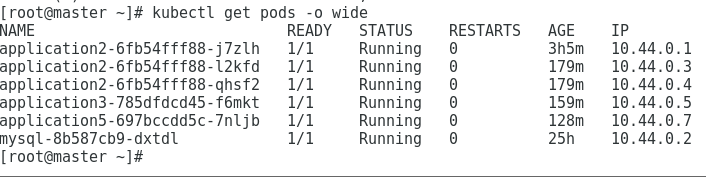 [root@master ~]# kubectl get pods -o wide
NAME READY STATUS RESTARTS AGE IP
application2-6fb54fff88-j7zlh 1/1 Running 0 3h5m 10.44.0.1
application2-6fb54fff88-l2kfd 1/1 Running 0 179m 10.44.0.3
application2-6fb54fff88-qhsf2 1/1 Running 0 179m 10.44.0.4
application3-785dfdcd45-f6mkt 1/1 Running 0 159m 10.44.0.5
application5-697bccdd5c-7nljb 1/1 Running 0 128m 10.44.0.7
mysql-8b587cb9-dxtdl 1/1 Running 0 25h 10.44.0.2
[root@master ~]#